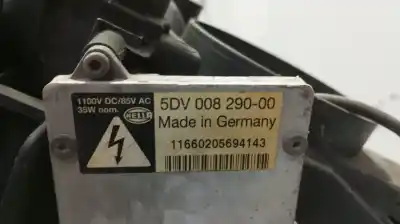 1100V DC/85V AC
35W nom.
HELLA
5DV 008 290-00
Made in Germany
11660205694143